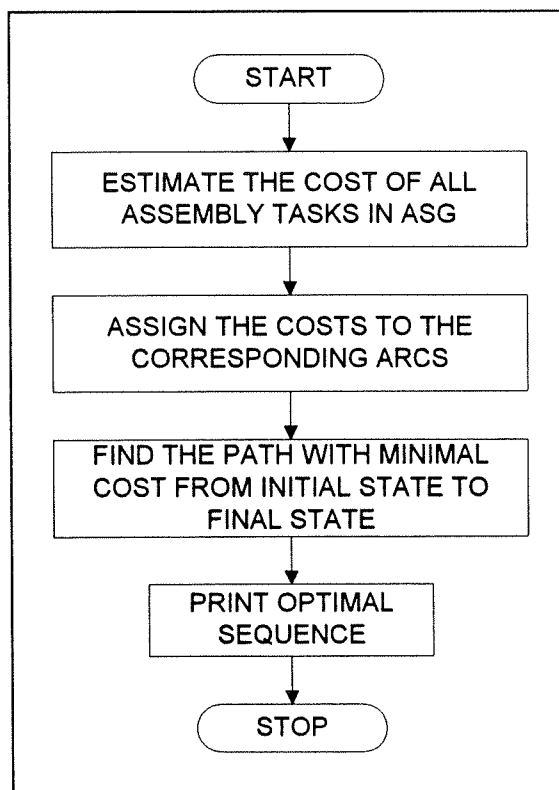 START
ESTIMATE THE COST OF ALL
ASSEMBLY TASKS IN ASG
ASSIGN THE COSTS TO THE
CORRESPONDING ARCS
FIND THE PATH WITH MINIMAL
COST FROM INITIAL STATE TO
FINAL STATE
PRINT OPTIMAL
SEQUENCE
STOP